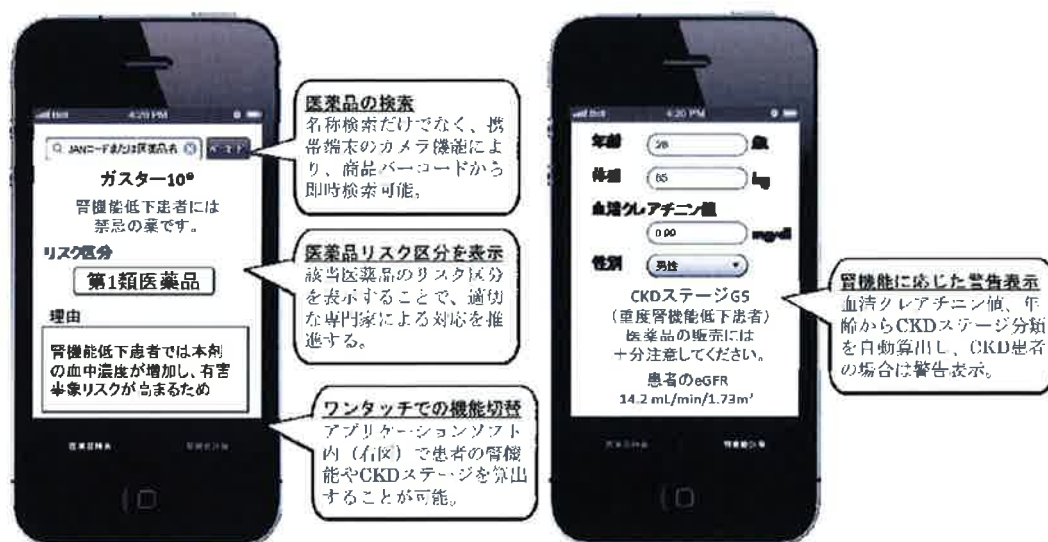 4:20 PM
JANコードまたは医薬品名
ガスター10®
腎機能低下患者には
禁忌の薬です。
リスク区分
第1類医薬品
理由
腎機能低下患者では本剤
の血中濃度が増加し、有害
事象リスクが高まるため
医薬品の検索
名称検索だけでなく、携
帯端末のカメラ機能によ
り、商品バーコードから
即時検索可能。
医薬品リスク区分を表示
該当医薬品のリスク区分
を表示することで、適切
な専門家による対応を推
進する。
ワンタッチでの機能切替
アプリケーションソフト
内（右図）で患者の腎機
能やCKDステージを算出
することが可能。
4:20 PM
年齢
体重 65 kg
血清クレアチニン値
0.99 mg/dl
性別 男性
CKDステージG5
（重度腎機能低下患者）
医薬品の販売には
十分注意してください。
患者のeGFR
14.2 mL/min/1.73m²
腎機能に応じた警告表示
血清クレアチニン値、年
齢からCKDステージ分類
を自動算出し、CKD患者
の場合は警告表示。